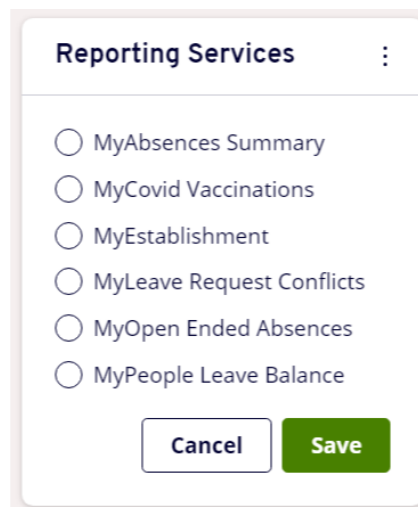 Reporting Services
MyAbsences Summary
MyCovid Vaccinations
MyEstablishment
MyLeave Request Conflicts
MyOpen Ended Absences
MyPeople Leave Balance
Cancel Save